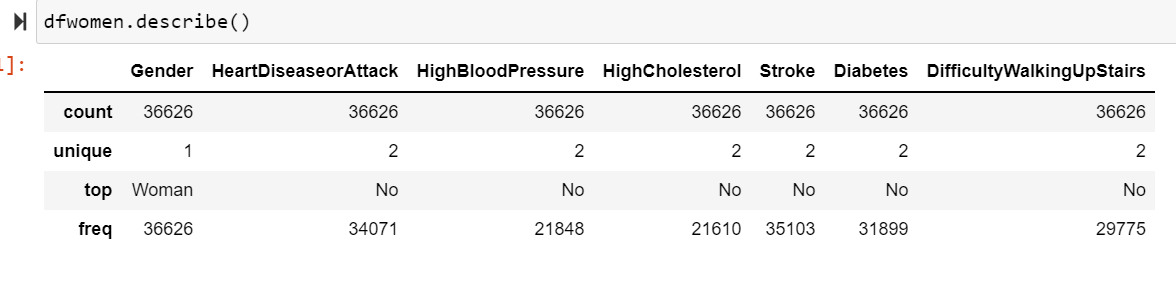 dfwomen.describe()
]:
Gender HeartDiseaseorAttack HighBloodPressure HighCholesterol Stroke Diabetes DifficultyWalkingUpStairs
count 36626 36626 36626 36626 36626 36626 36626
unique 1 2 2 2 2 2 2
top Woman No No No No No No
freq 36626 34071 21848 21610 35103 31899 29775